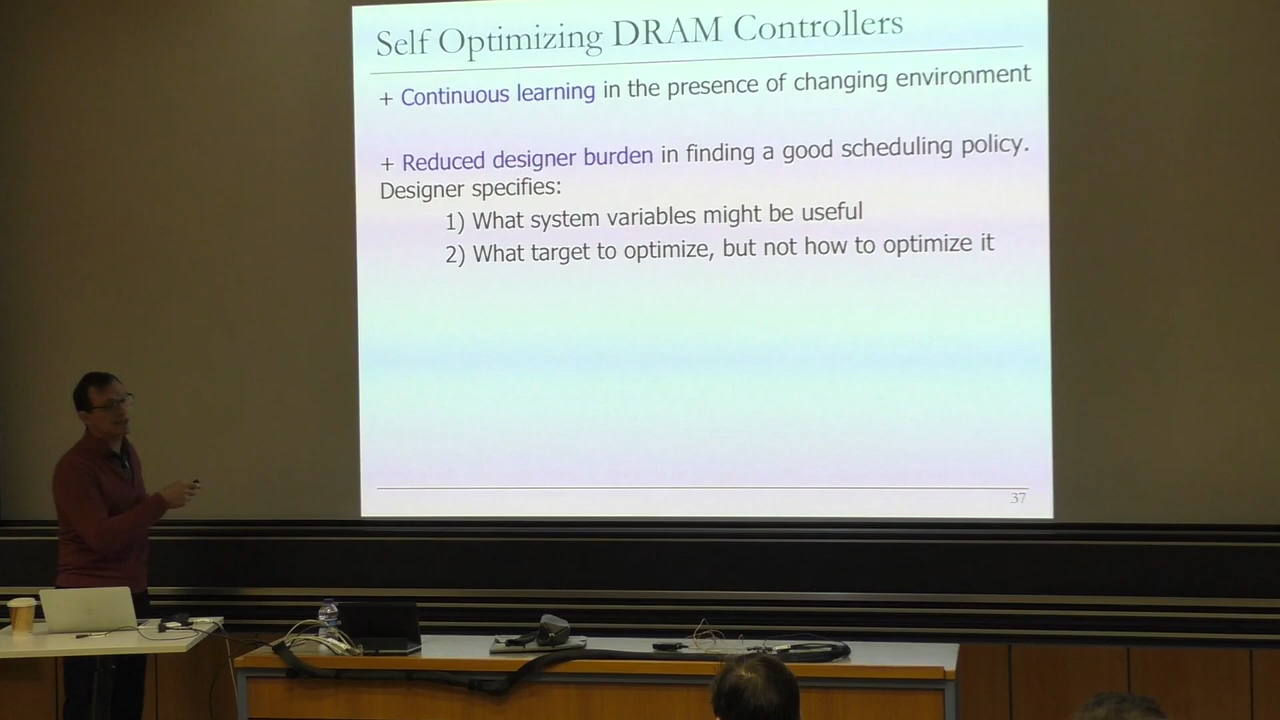 Self Optimizing DRAM Controllers
+ Continuous learning in the presence of changing environment
+ Reduced designer burden in finding a good scheduling policy.
Designer specifies:
1) What system variables might be useful
2) What target to optimize, but not how to optimize it
37